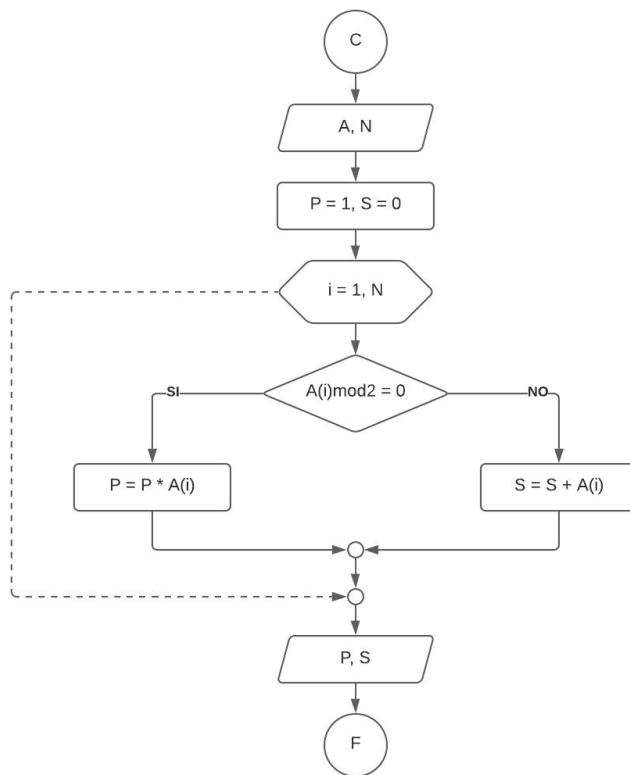 C
A, N
P = 1, S = 0
i = 1, N
A(i)mod2 = 0
SI
NO
P = P * A(i)
S = S + A(i)
P, S
F